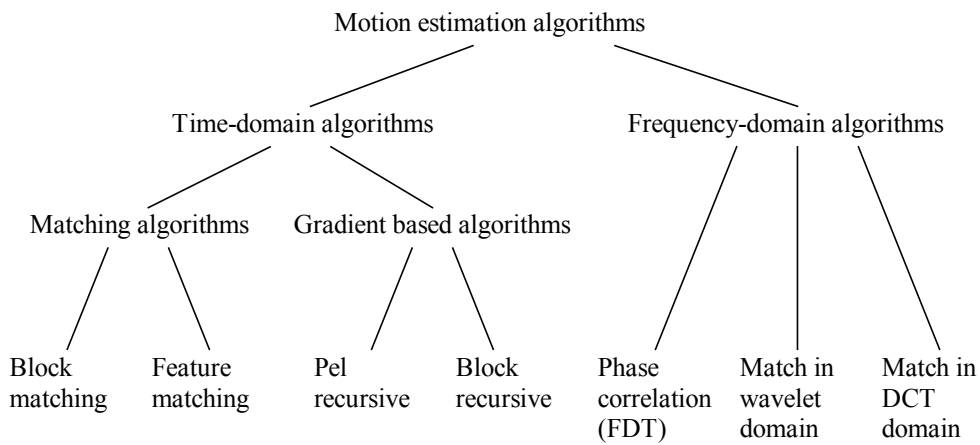 Motion estimation algorithms
Time-domain algorithms
Frequency-domain algorithms
Matching algorithms
Gradient based algorithms
Block
matching
Feature
matching
Pel
recursive
Block
recursive
Phase
correlation
(FDT)
Match in
wavelet
domain
Match in
DCT
domain